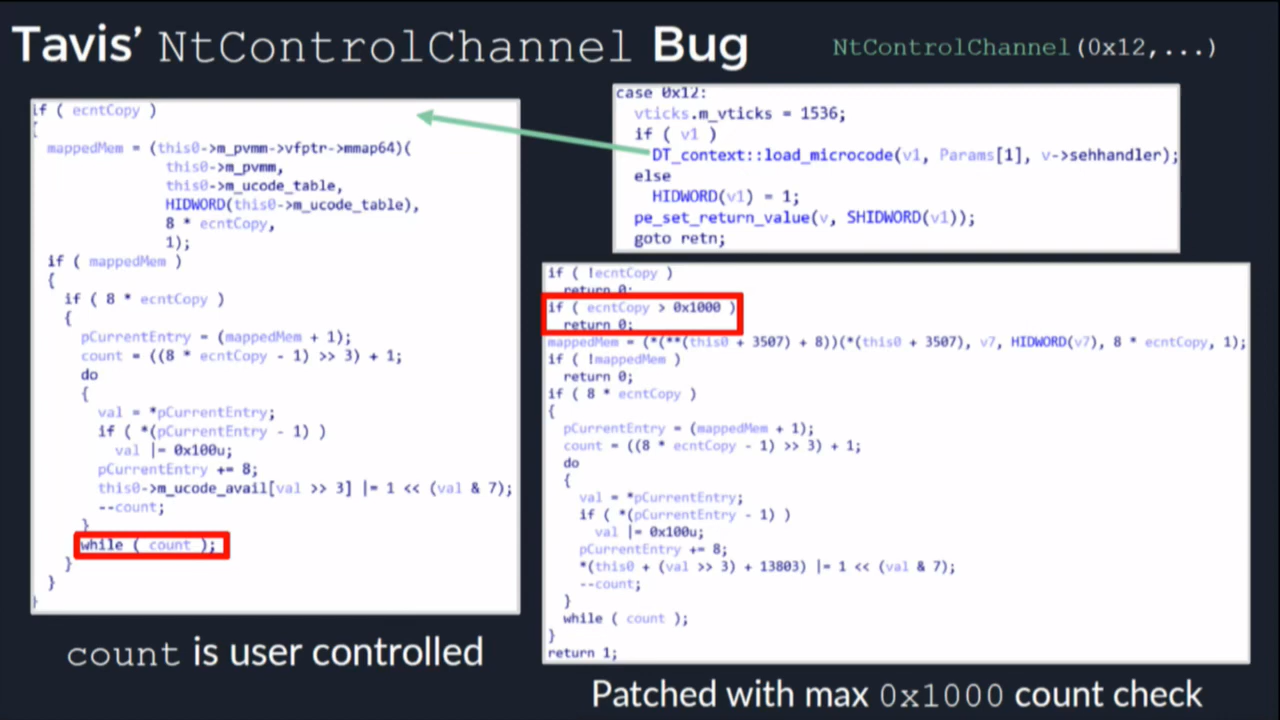 Tavis’ NtControlChannel Bug
NtControlChannel(0x12,...)
if ( ecntCopy )
{
mappedMem = (this0->m_pvmm->vfptr->mmap64)(
this0->m_pvmm,
this0->m_ucode_table,
HIDWORD(this0->m_ucode_table),
8 * ecntCopy,
1);
if ( mappedMem )
{
if ( 8 * ecntCopy )
{
pCurrentEntry = (mappedMem + 1);
count = ((8 * ecntCopy - 1) >> 3) + 1;
do
{
val = *pCurrentEntry;
if ( *(pCurrentEntry - 1) )
val |= 0x100u;
pCurrentEntry += 8;
this0->m_ucode_avail[val >> 3] |= 1 << (val & 7);
--count;
}
while ( count );
}
}
}
count is user controlled
case 0x12:
vticks.m_vticks = 1536;
if ( v1 )
DT_context::load_microcode(v1, Params[1], v->sehhandler);
else
HIDWORD(v1) = 1;
pe_set_return_value(v, SHIDWORD(v1));
goto retn;
if ( !ecntCopy )
return 0;
if ( ecntCopy > 0x1000 )
return 0;
mappedMem = (*(**(this0 + 3507) + 8))(*(this0 + 3507), v7, HIDWORD(v7), 8 * ecntCopy, 1);
if ( !mappedMem )
return 0;
if ( 8 * ecntCopy )
{
pCurrentEntry = (mappedMem + 1);
count = ((8 * ecntCopy - 1) >> 3) + 1;
do
{
val = *pCurrentEntry;
if ( *(pCurrentEntry - 1) )
val |= 0x100u;
pCurrentEntry += 8;
*(this0 + (val >> 3) + 13803) |= 1 << (val & 7);
--count;
}
while ( count );
}
return 1;
Patched with max 0x1000 count check